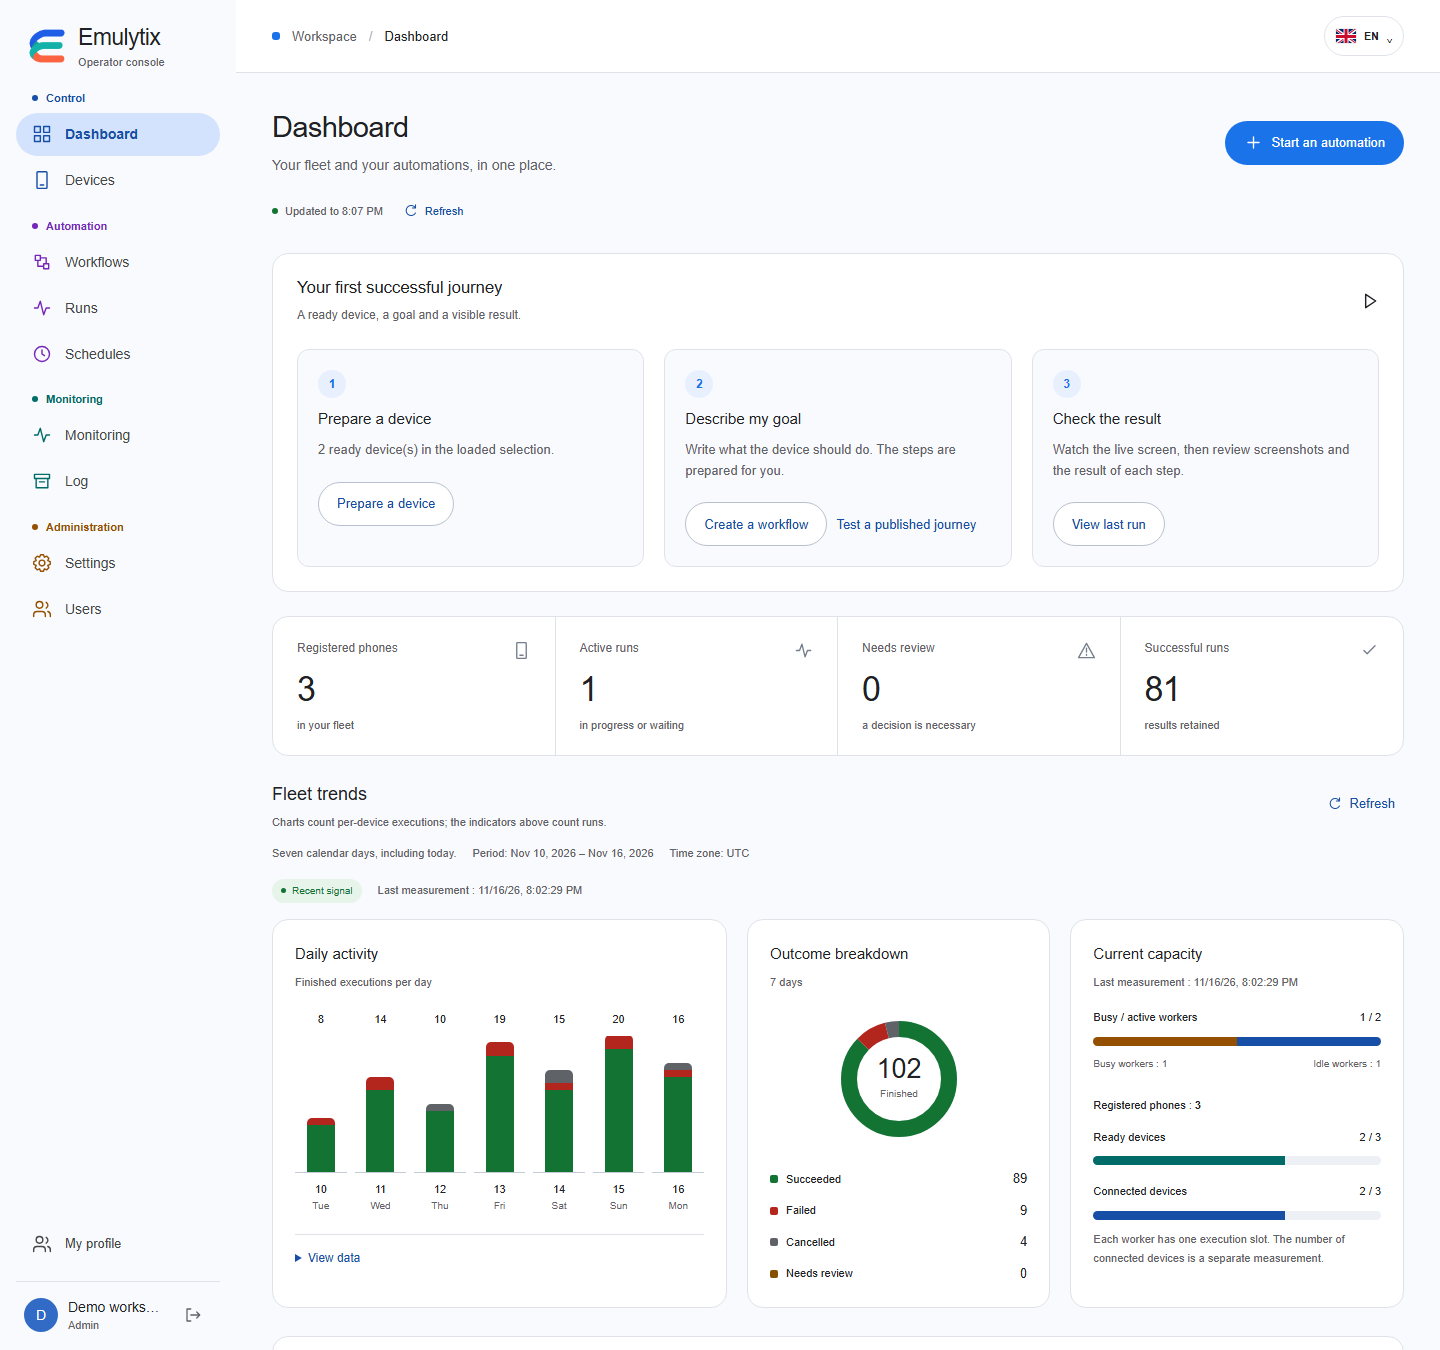 Emulytix
Operator console
Control
Dashboard
Devices
Automation
Workflows
Runs
Schedules
Monitoring
Monitoring
Log
Administration
Settings
Users
My profile
D
Demo works...
Admin
Workspace / Dashboard
EN
Dashboard
Your fleet and your automations, in one place.
Start an automation
Updated to 8:07 PM
Refresh
Your first successful journey
A ready device, a goal and a visible result.
1
Prepare a device
2 ready device(s) in the loaded selection.
Prepare a device
2
Describe my goal
Write what the device should do. The steps are
prepared for you.
Create a workflow
Test a published journey
3
Check the result
Watch the live screen, then review screenshots and
the result of each step.
View last run
Registered phones
3
in your fleet
Active runs
1
in progress or waiting
Needs review
0
a decision is necessary
Successful runs
81
results retained
Fleet trends
Refresh
Charts count per-device executions; the indicators above count runs.
Seven calendar days, including today. Period: Nov 10, 2026 – Nov 16, 2026 Time zone: UTC
Recent signal
Last measurement : 11/16/26, 8:02:29 PM
Daily activity
Finished executions per day
8 14 10 19 15 20 16
10 11 12 13 14 15 16
Tue Wed Thu Fri Sat Sun Mon
View data
Outcome breakdown
7 days
102
Finished
Succeeded 89
Failed 9
Cancelled 4
Needs review 0
Current capacity
Last measurement : 11/16/26, 8:02:29 PM
Busy / active workers 1 / 2
Busy workers : 1 Idle workers : 1
Registered phones : 3
Ready devices 2 / 3
Connected devices 2 / 3
Each worker has one execution slot. The number of
connected devices is a separate measurement.